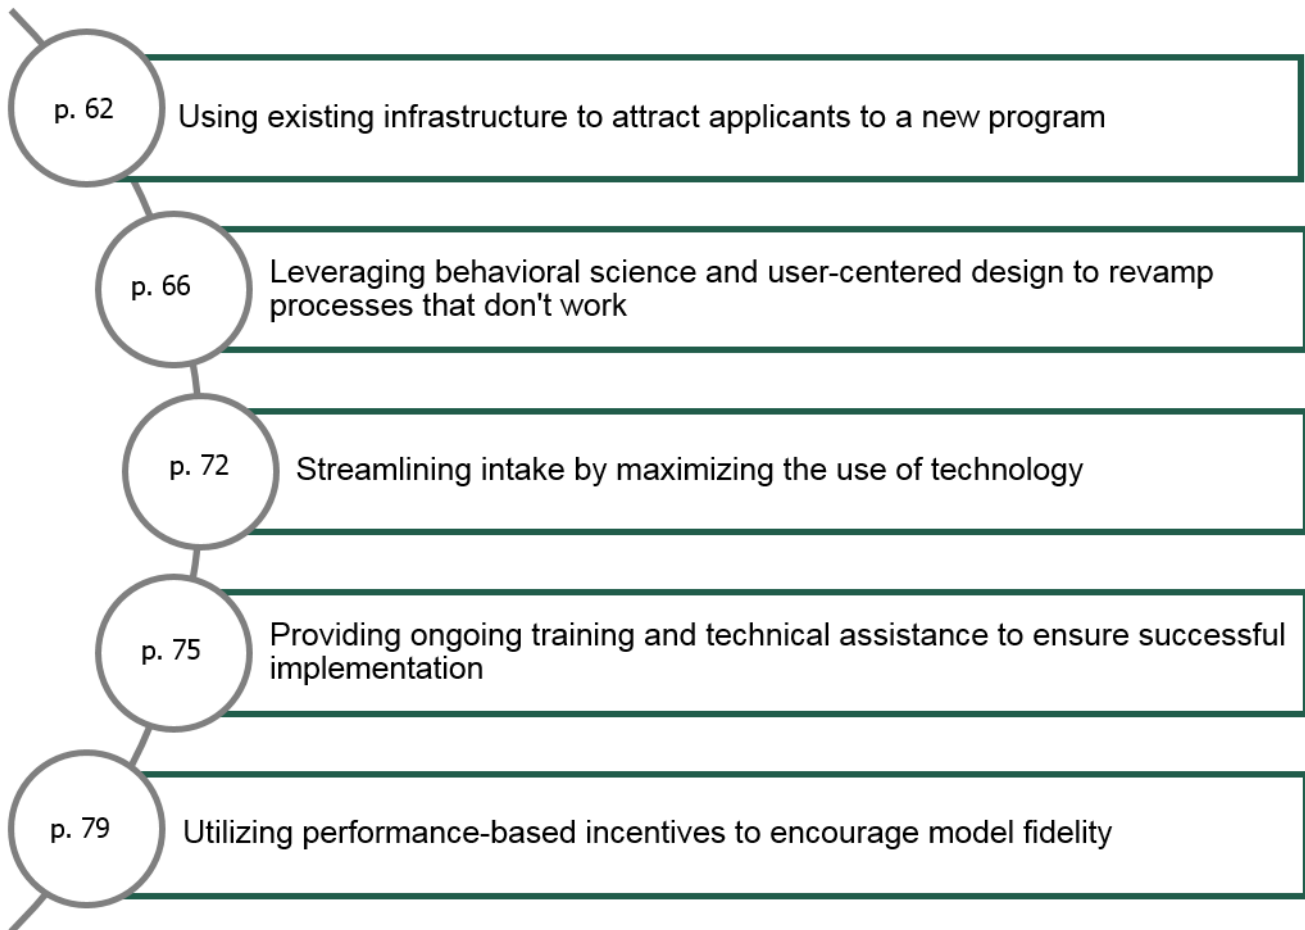 p. 62
Using existing infrastructure to attract applicants to a new program
p. 66
Leveraging behavioral science and user-centered design to revamp
processes that don't work
p. 72
Streamlining intake by maximizing the use of technology
p. 75
Providing ongoing training and technical assistance to ensure successful
implementation
p. 79
Utilizing performance-based incentives to encourage model fidelity